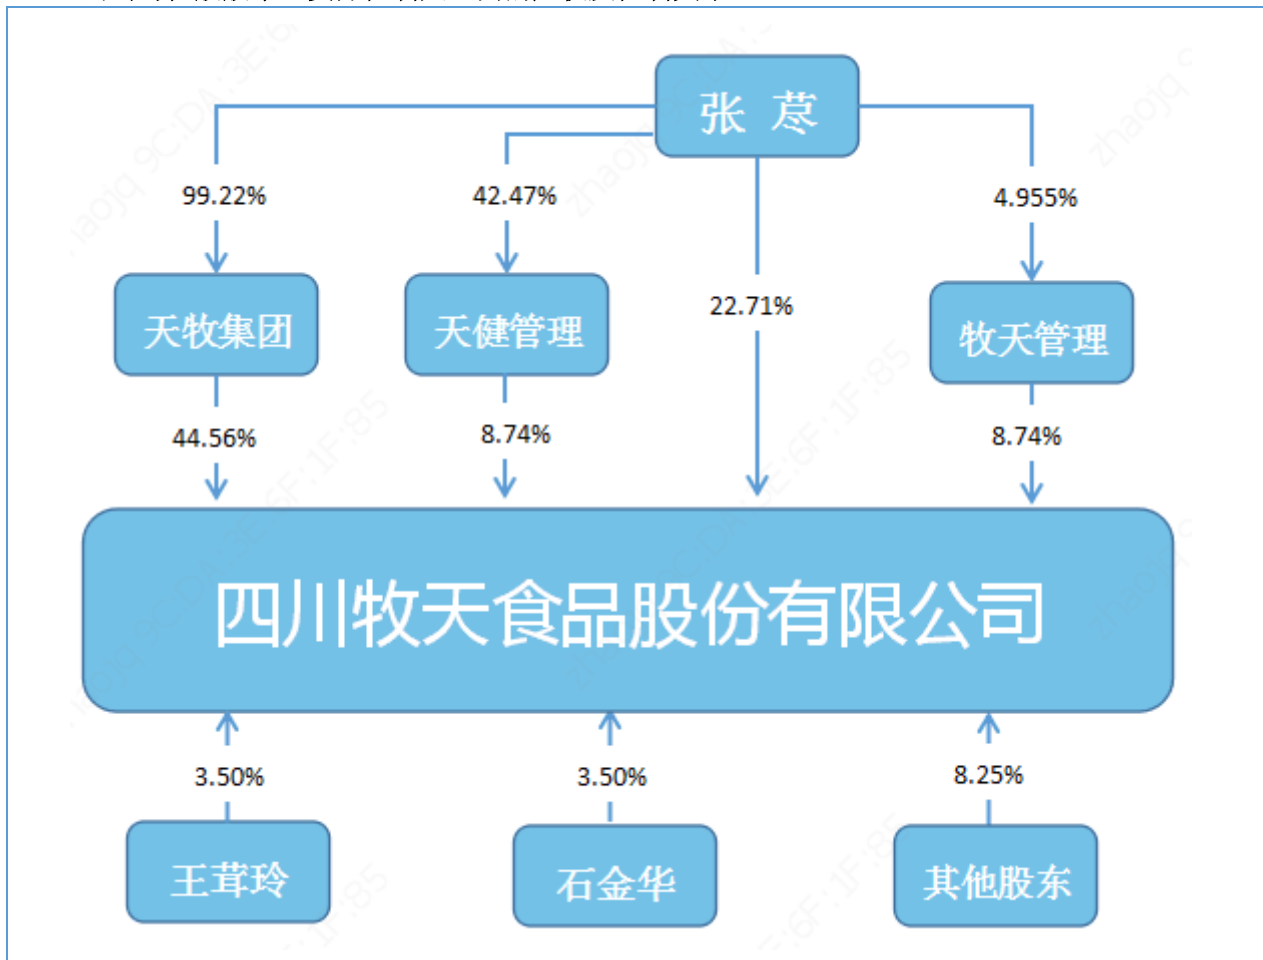 张 荩
99.22%
42.47%
4.955%
22.71%
天牧集团
天健管理
牧天管理
44.56%
8.74%
8.74%
四川牧天食品股份有限公司
3.50%
3.50%
8.25%
王茸玲
石金华
其他股东